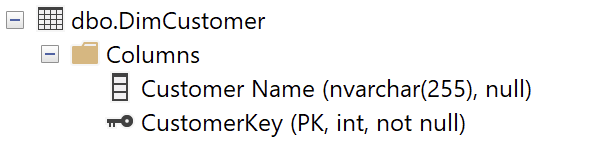 dbo.DimCustomer
Columns
Customer Name (nvarchar(255), null)
CustomerKey (PK, int, not null)